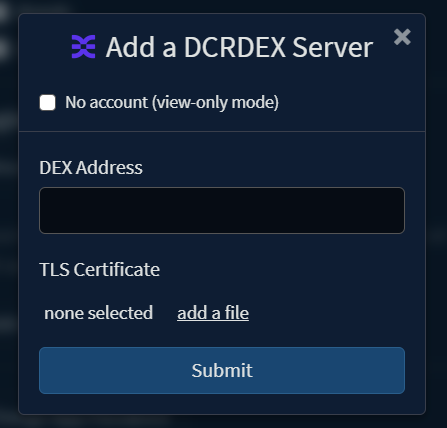 Add a DCRDEX Server
No account (view-only mode)
DEX Address
TLS Certificate
none selected add a file
Submit